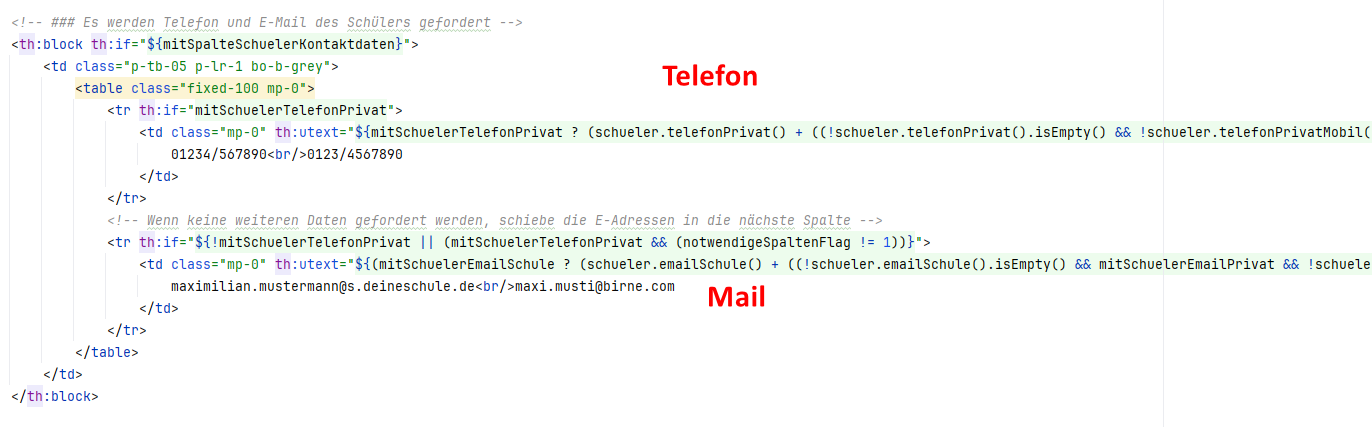 <!-- ### Es werden Telefon und E-Mail des Schülers gefordert -->
<th:block th:if="${mitSpalteSchuelerKontaktdaten}">
<td class="p-tb-05 p-lr-1 bo-b-grey">
Telefon
<table class="fixed-100 mp-0">
<tr th:if="mitSchuelerTelefonPrivat">
<td class="mp-0" th:utext="${mitSchuelerTelefonPrivat ? (schueler.telefonPrivat() + ((!schueler.telefonPrivat().isEmpty() && !schueler.telefonPrivatMobil(
01234/567890<br/>0123/4567890
</td>
</tr>
<!-- Wenn keine weiteren Daten gefordert werden, schiebe die E-Adressen in die nächste Spalte -->
<tr th:if="${!mitSchuelerTelefonPrivat || (mitSchuelerTelefonPrivat && (notwendigeSpaltenFlag != 1))}">
<td class="mp-0" th:utext="${(mitSchuelerEmailSchule ? (schueler.emailSchule() + ((!schueler.emailSchule().isEmpty() && mitSchuelerEmailPrivat && !schuele
maximilian.mustermann@s.deineschule.de<br/>maxi.musti@birne.com
Mail
</td>
</tr>
</table>
</td>
</th:block>